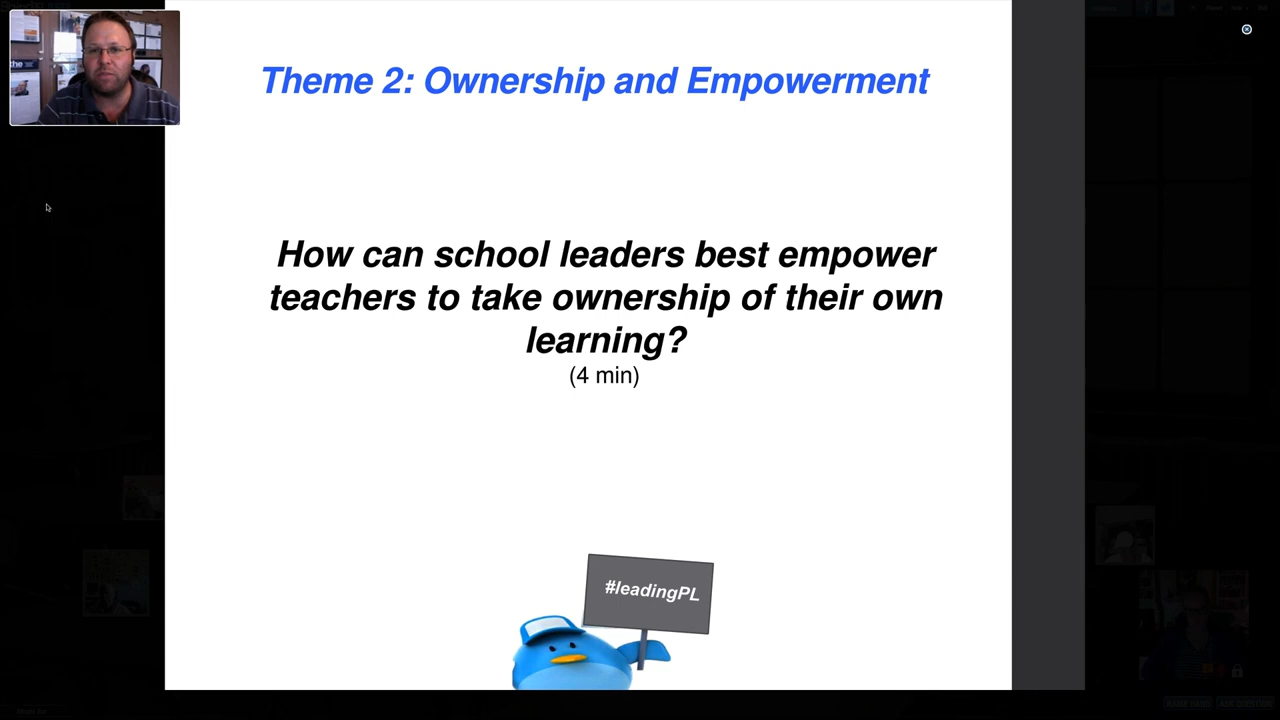 Theme 2: Ownership and Empowerment
How can school leaders best empower
teachers to take ownership of their own
learning?
(4 min)
#leadingPL